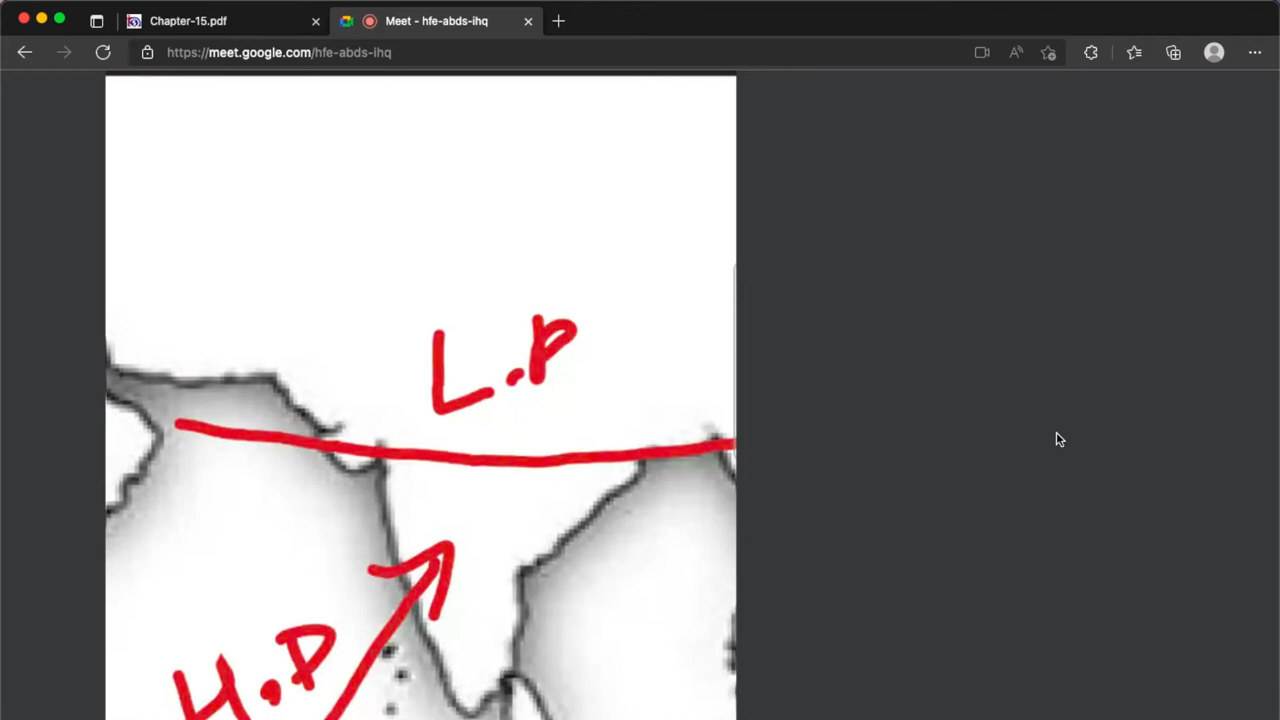 Chapter-15.pdf
Meet - hfe-abds-ihq
https://meet.google.com/hfe-abds-ihq
L.P
H.P